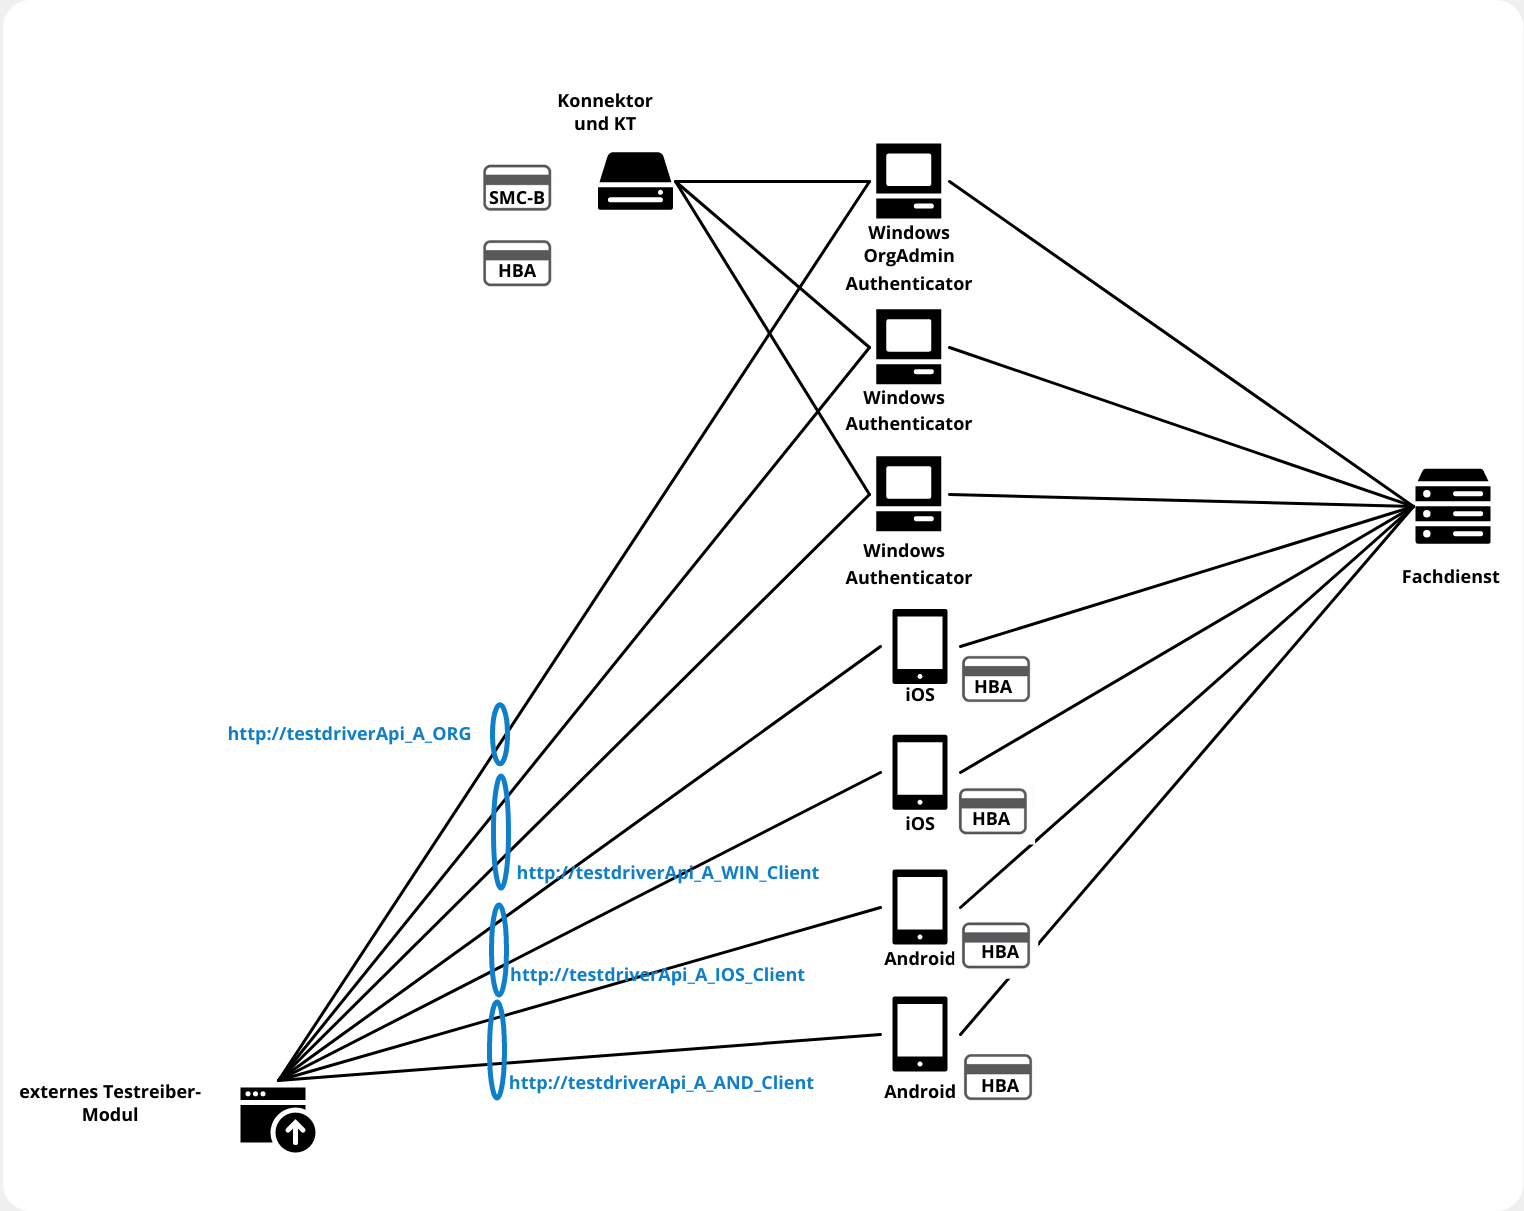 Konnektor
und KT
SMC-B
HBA
Windows
OrgAdmin
Authenticator
Windows
Authenticator
Windows
Authenticator
Fachdienst
iOS
HBA
http://testdriverApi_A_ORG
iOS
HBA
http://testdriverApi_A_WIN_Client
Android
HBA
http://testdriverApi_A_IOS_Client
Android
HBA
http://testdriverApi_A_AND_Client
externes Testreiber-
Modul